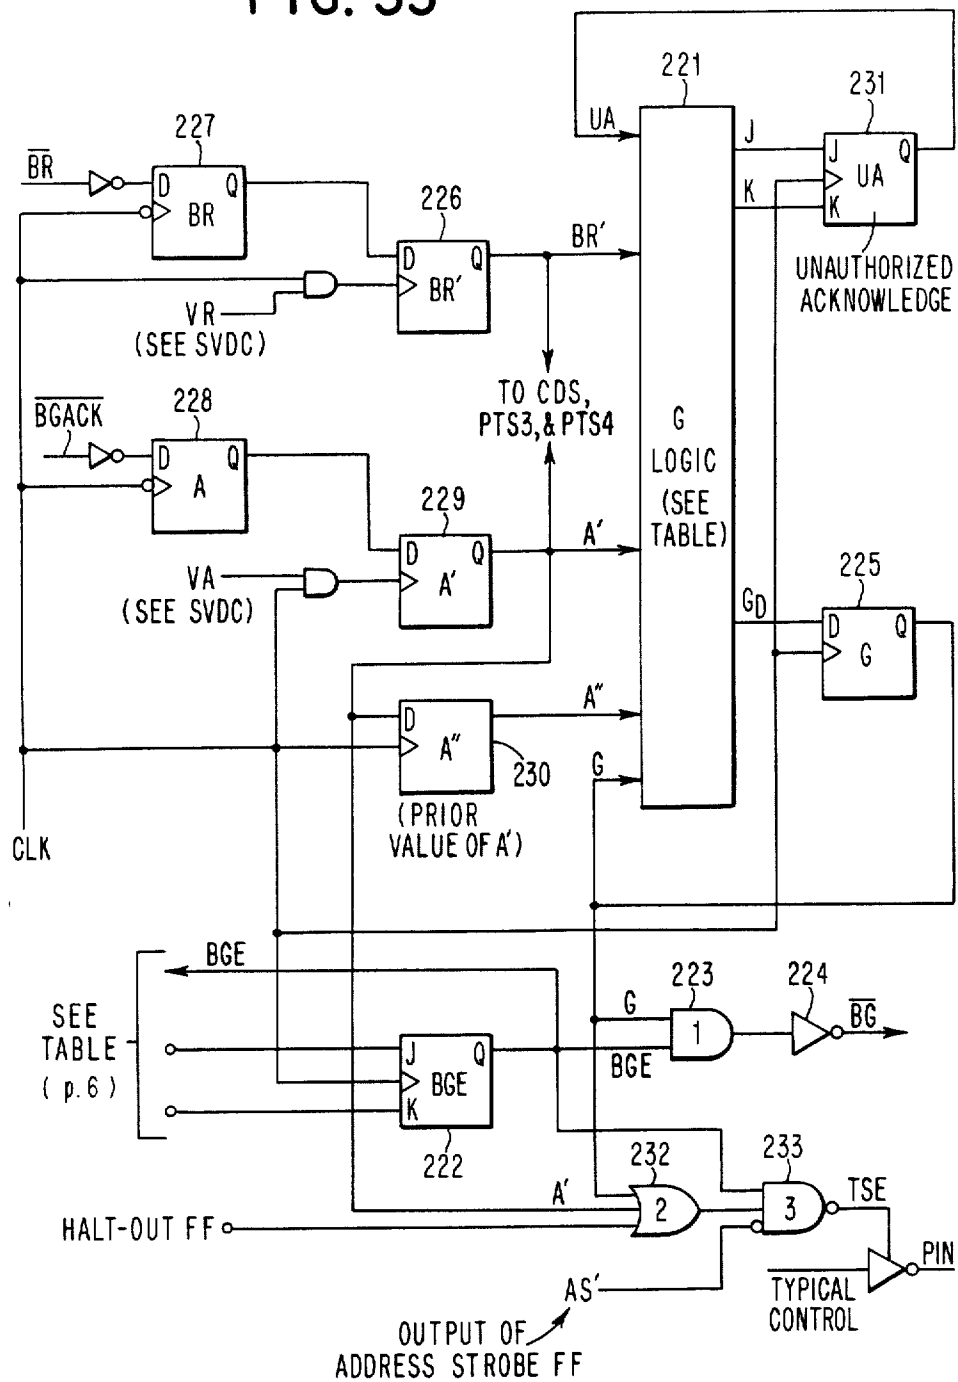 FIG. 33
221
231
UA
J
K
J
Q
UA
K
UNAUTHORIZED
ACKNOWLEDGE
227
B̅R̅
D
Q
BR
226
D
Q
BR'
BR'
VR
(SEE SVDC)
TO CDS,
PTS3,& PTS4
B̅G̅A̅C̅K̅
228
D
Q
A
G
LOGIC
(SEE
TABLE)
229
D
Q
A'
A'
VA
(SEE SVDC)
225
GD
D
Q
G
D
A"
A"
230
G
(PRIOR
VALUE OF A')
CLK
BGE
SEE
TABLE
(p.6)
J
Q
BGE
K
222
223
G
1
BGE
224
B̅G̅
232
A'
2
233
3
TSE
HALT-OUT FF
AS'
PIN
TYPICAL
CONTROL
OUTPUT OF
ADDRESS STROBE FF